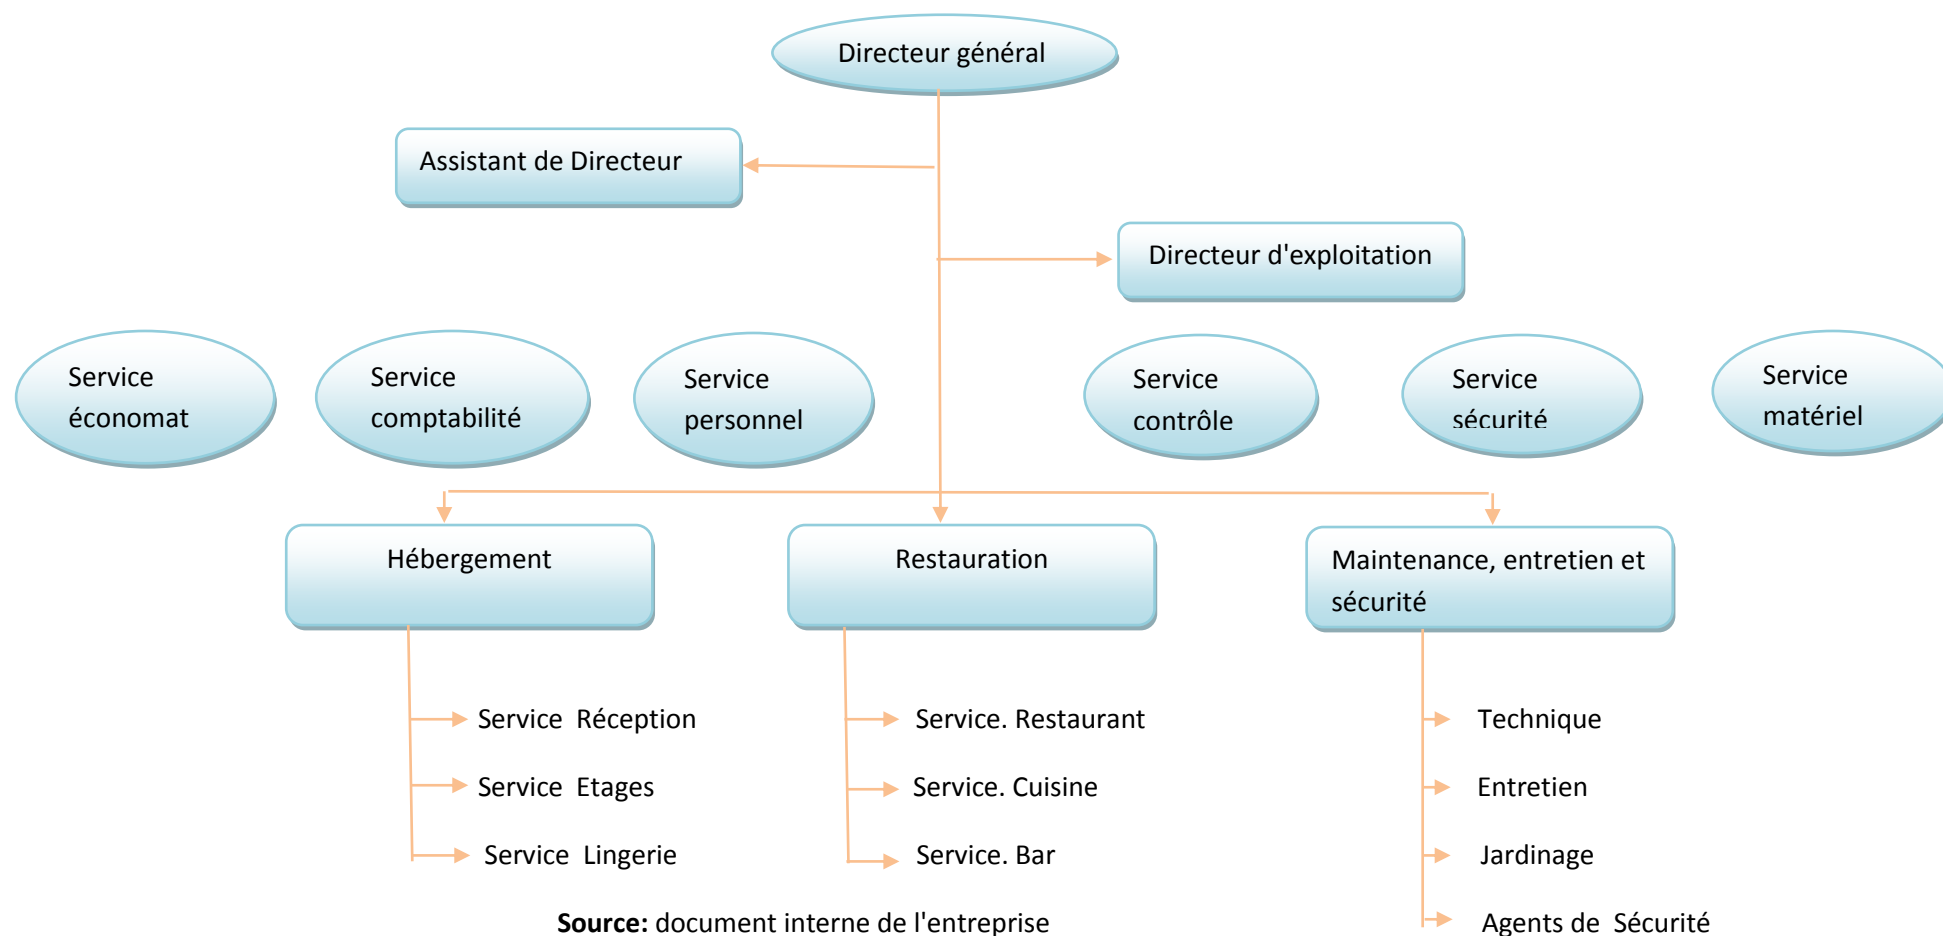 Directeur général
Assistant de Directeur
Directeur d'exploitation
Service
économat
Service
comptabilité
Service
personnel
Service
contrôle
Service
sécurité
Service
matériel
Hébergement
Restauration
Maintenance, entretien et
sécurité
Service  Réception
Service  Etages
Service  Lingerie
Service. Restaurant
Service. Cuisine
Service. Bar
Technique
Entretien
Jardinage
Agents de  Sécurité
Source: document interne de l'entreprise